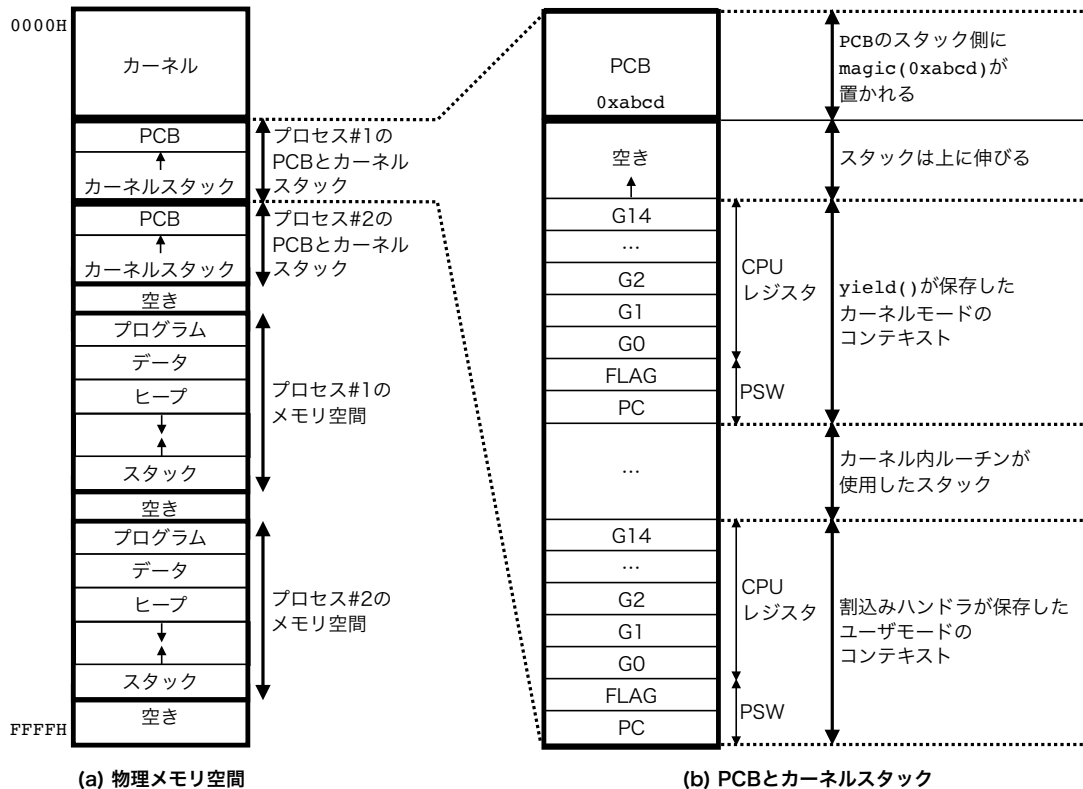 0000H
カーネル
PCB
カーネルスタック
プロセス#1の
PCBとカーネル
スタック
PCB
カーネルスタック
プロセス#2の
PCBとカーネル
スタック
空き
プログラム
データ
ヒープ
スタック
プロセス#1の
メモリ空間
空き
プログラム
データ
ヒープ
スタック
プロセス#2の
メモリ空間
空き
FFFFH
(a) 物理メモリ空間
PCB
0xabcd
PCBのスタック側に
magic(0xabcd)が
置かれる
空き
スタックは上に伸びる
G14
…
G2
G1
G0
FLAG
PC
CPU
レジスタ
PSW
yield()が保存した
カーネルモードの
コンテキスト
…
カーネル内ルーチンが
使用したスタック
G14
…
G2
G1
G0
FLAG
PC
CPU
レジスタ
PSW
割込みハンドラが保存した
ユーザモードの
コンテキスト
(b) PCBとカーネルスタック